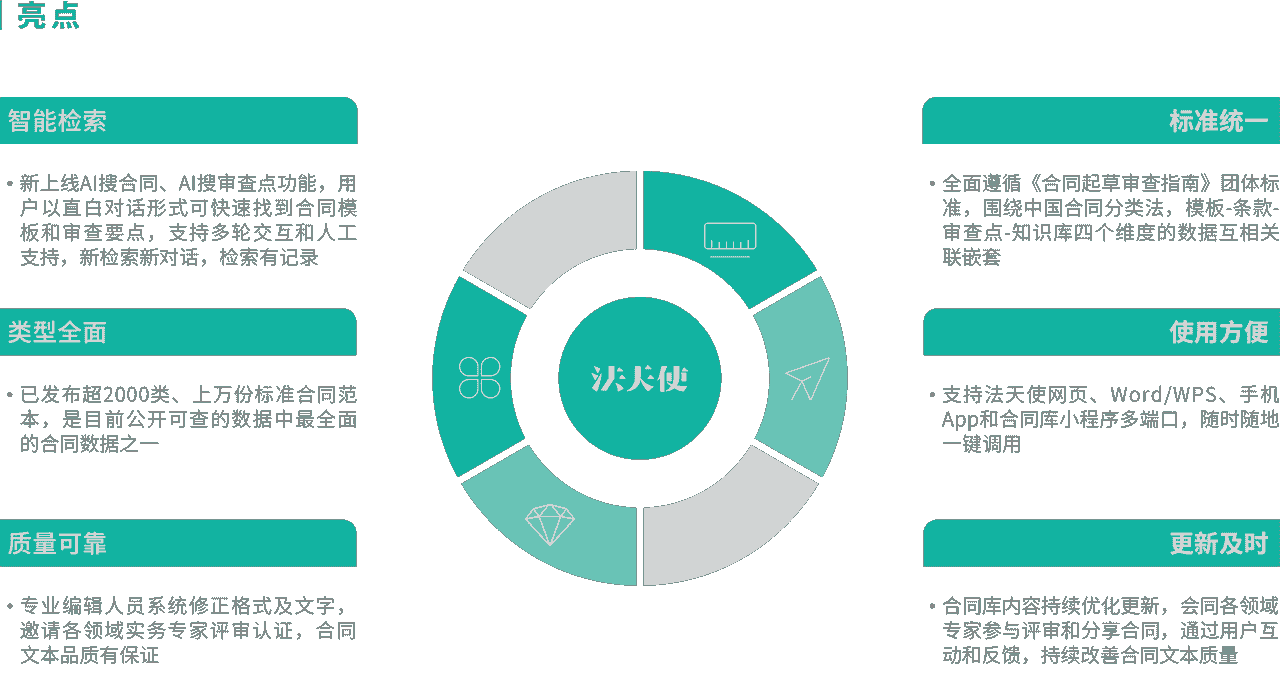 亮点
智能检索
• 新上线AI搜合同、AI搜审查点功能，用
户以直白对话形式可快速找到合同模
板和审查要点，支持多轮交互和人工
支持，新检索新对话，检索有记录
类型全面
• 已发布超2000类、上万份标准合同范
本，是目前公开可查的数据中最全面
的合同数据之一
质量可靠
• 专业编辑人员系统修正格式及文字，
邀请各领域实务专家评审认证，合同
文本品质有保证
法天使
标准统一
• 全面遵循《合同起草审查指南》团体标
准，围绕中国合同分类法，模板-条款-
审查点-知识库四个维度的数据互相关
联嵌套
使用方便
• 支持法天使网页、Word/WPS、手机
App和合同库小程序多端口，随时随地
一键调用
更新及时
• 合同库内容持续优化更新，会同各领域
专家参与评审和分享合同，通过用户互
动和反馈，持续改善合同文本质量